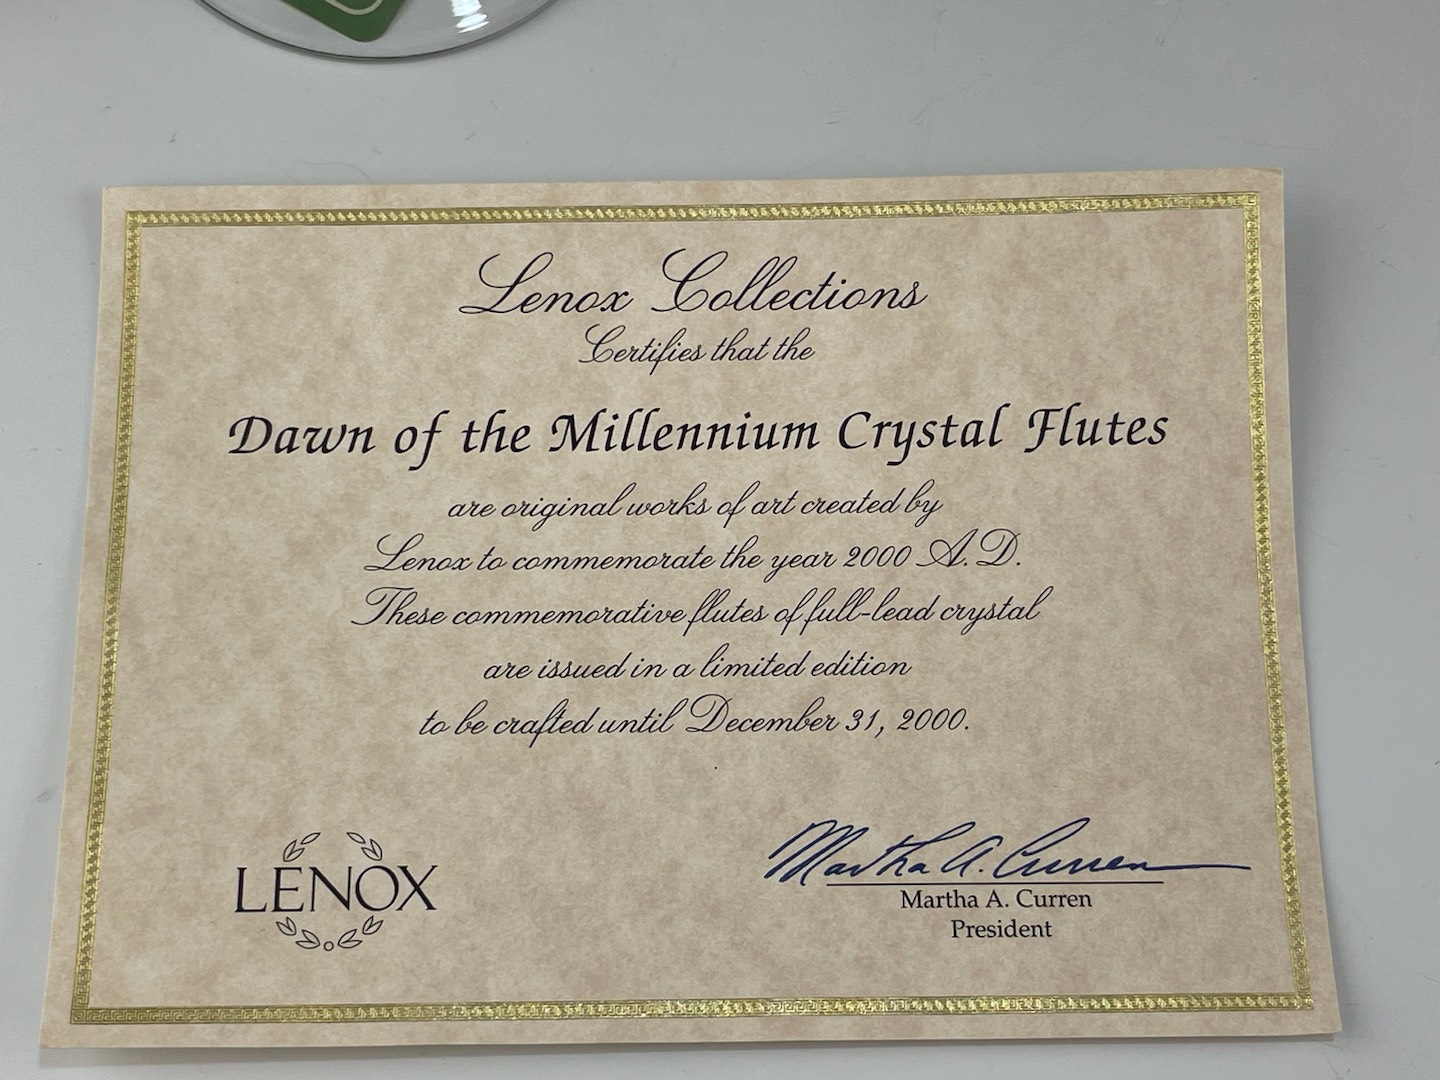 Lenox Collections
Certifies that the
Dawn of the Millennium Crystal Flutes
are original works of art created by
Lenox to commemorate the year 2000 A.D.
These commemorative flutes of full-lead crystal
are issued in a limited edition
to be crafted until December 31, 2000.
LENOX
Martha A. Curren
Martha A. Curren
President